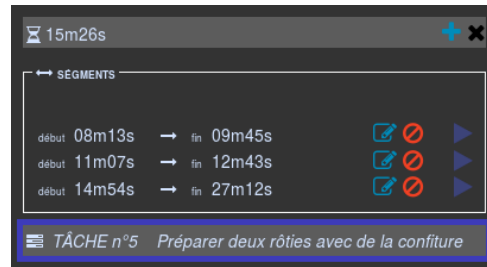 15m26s
SÉGMENTS
début 08m13s → fin 09m45s
début 11m07s → fin 12m43s
début 14m54s → fin 27m12s
TÂCHE n°5 Préparer deux rôties avec de la confiture